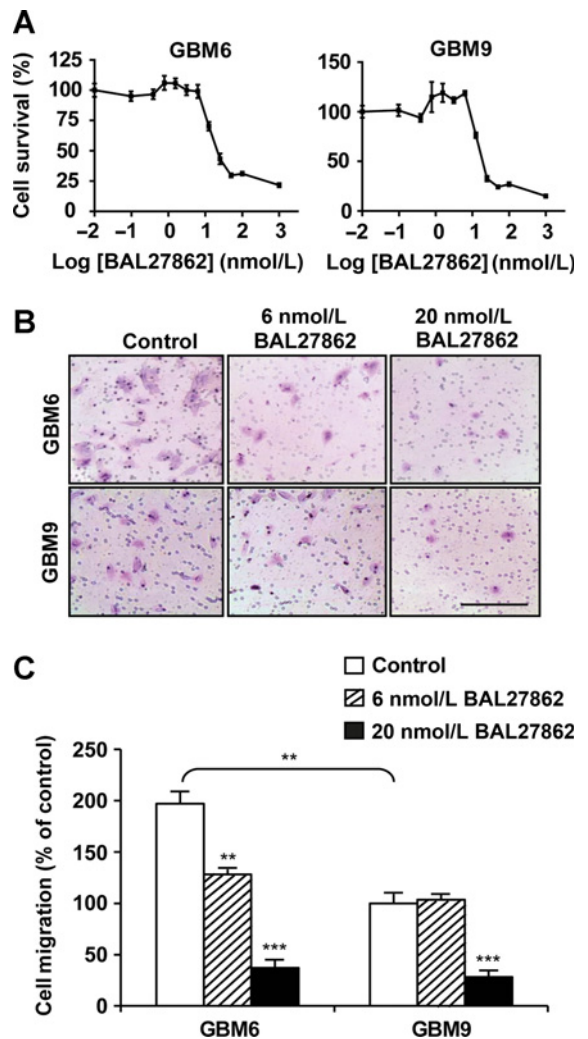 A
GBM6
GBM9
Cell survival (%)
125
100
75
50
25
0
–2 –1 0 1 2 3
Log [BAL27862] (nmol/L)
150
100
50
0
–2 –1 0 1 2 3
Log [BAL27862] (nmol/L)
B
Control
6 nmol/L
BAL27862
20 nmol/L
BAL27862
GBM6
GBM9
C
Control
6 nmol/L BAL27862
20 nmol/L BAL27862
Cell migration (% of control)
250
200
150
100
50
0
**
**
***
***
GBM6 GBM9